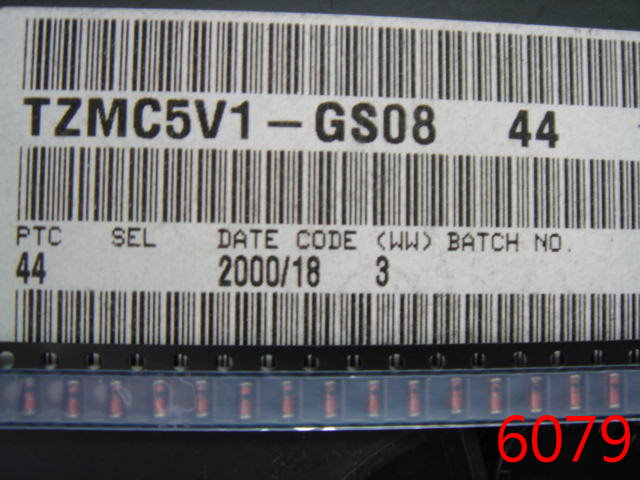 TZMC5V1-GS08 44
PTC SEL DATE CODE (WW) BATCH NO.
44 2000/18 3
6079